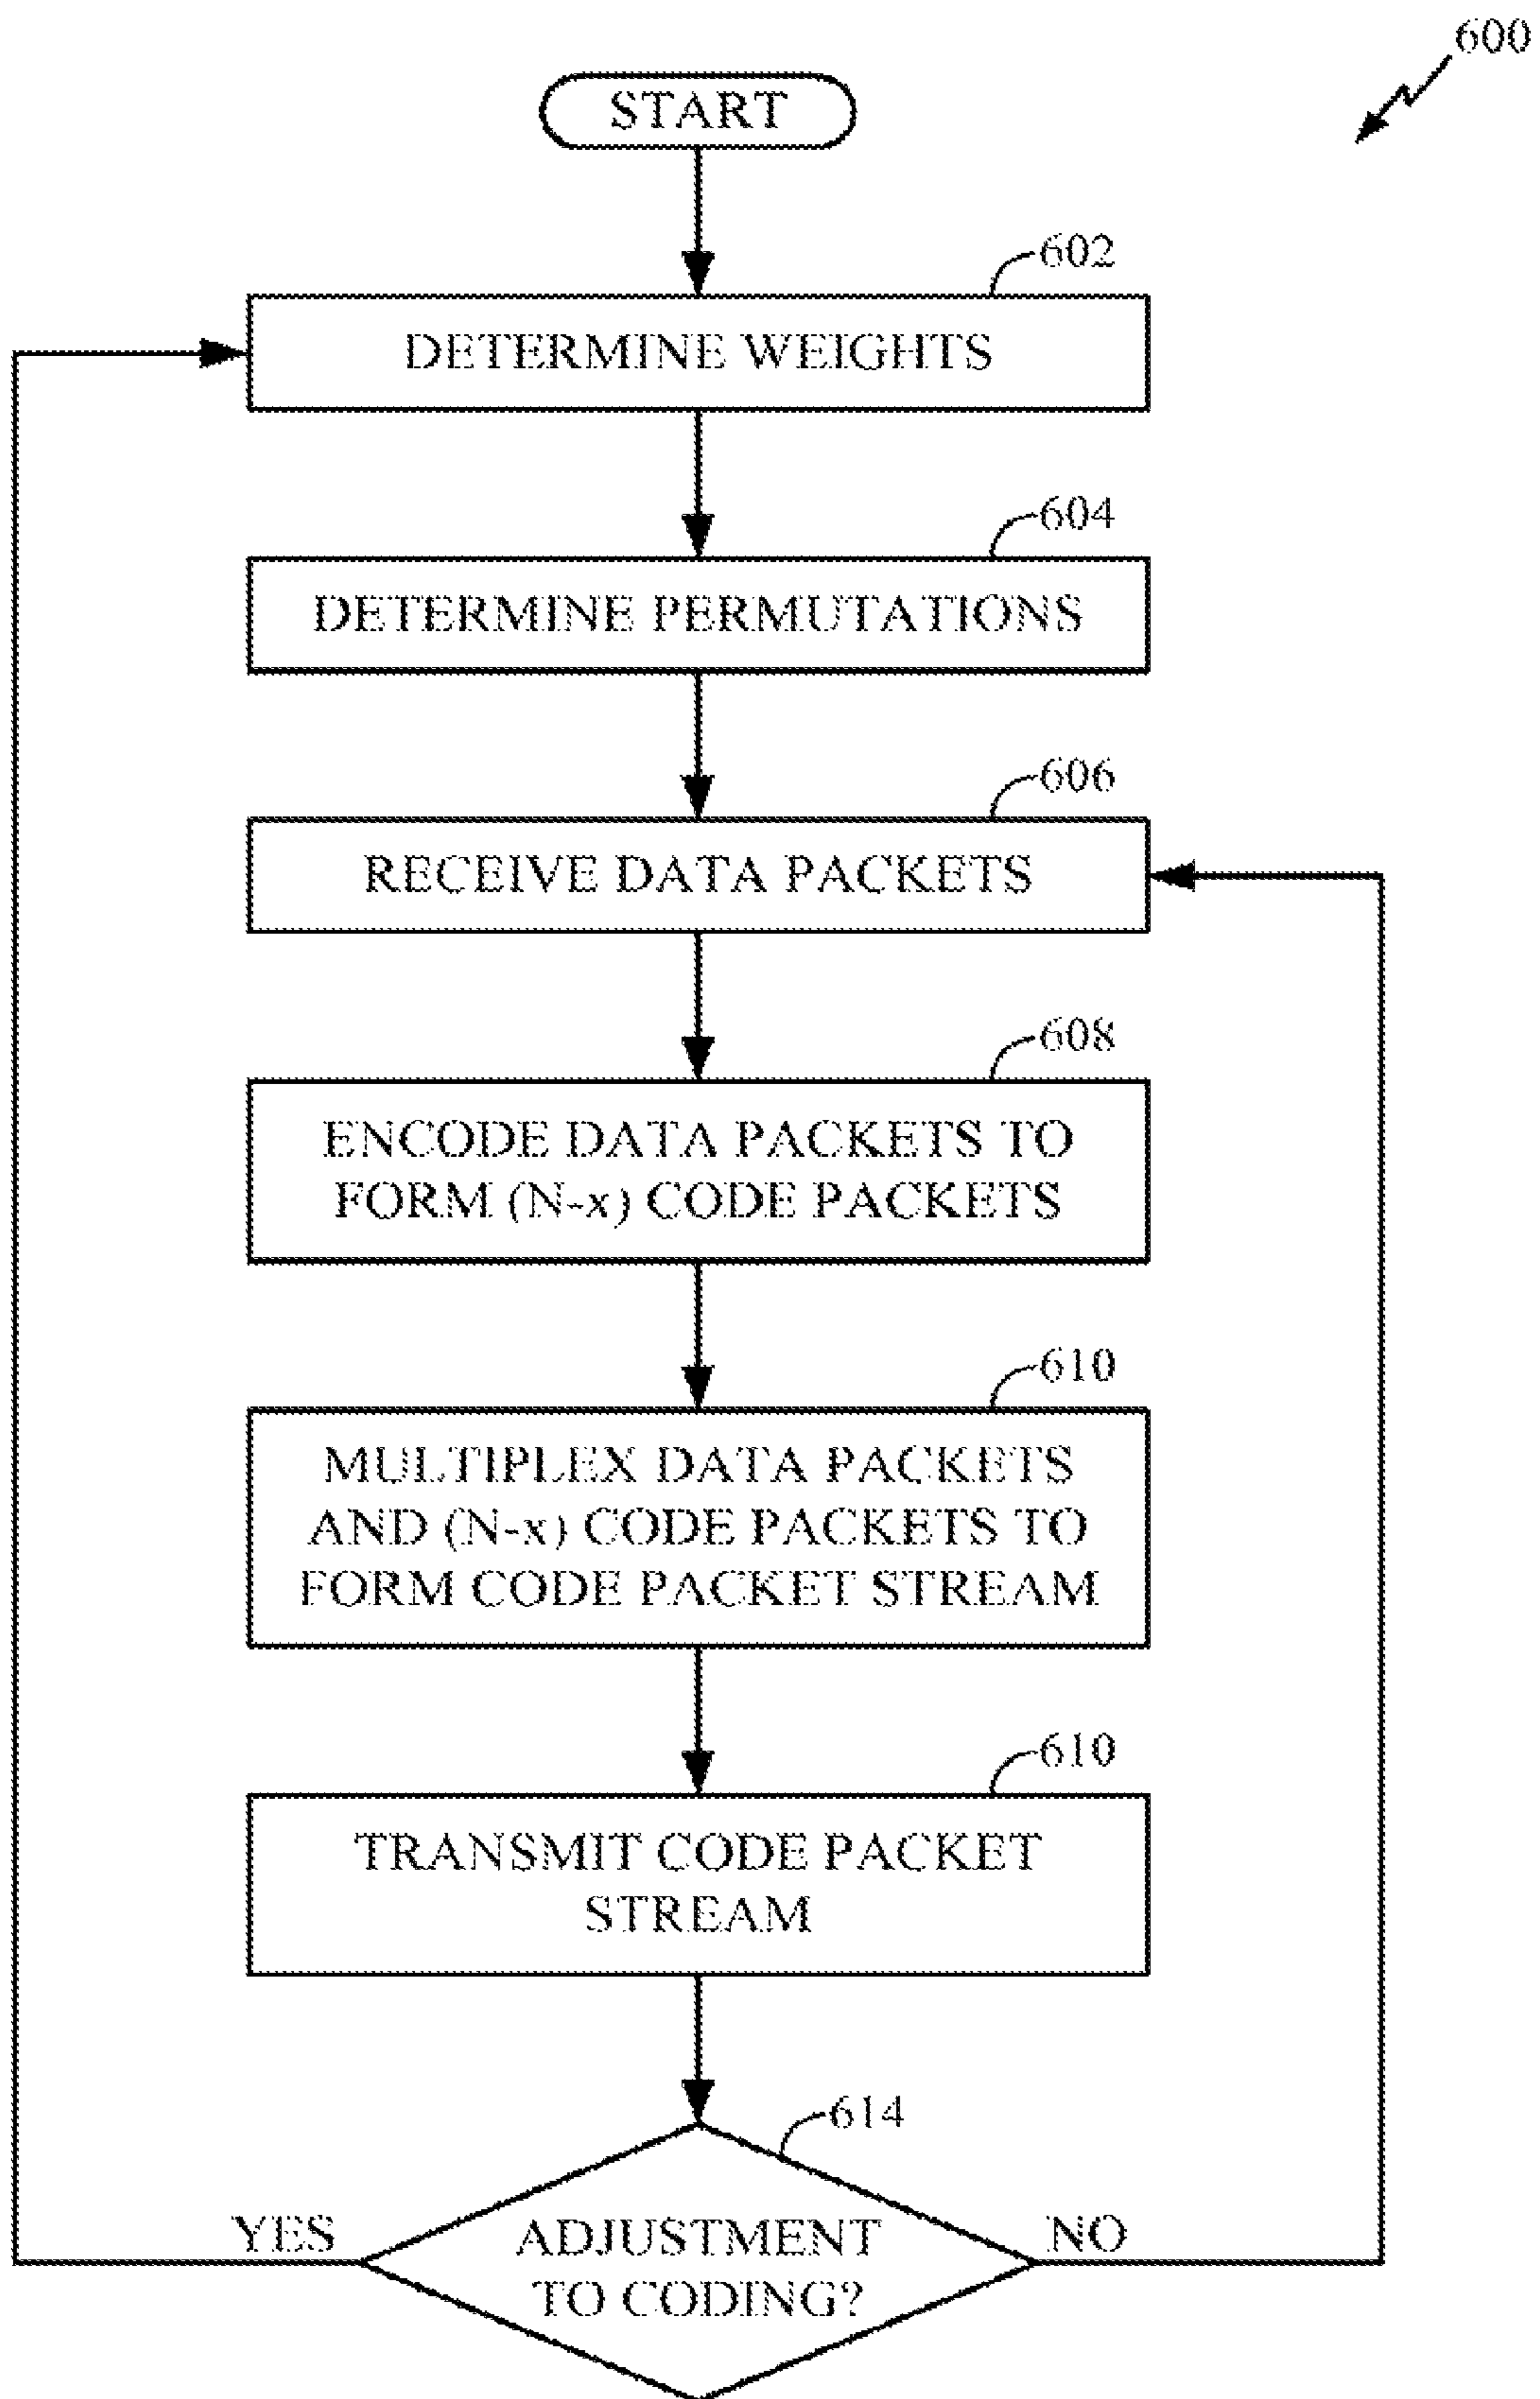 600
START
602
DETERMINE WEIGHTS
604
DETERMINE PERMUTATIONS
606
RECEIVE DATA PACKETS
608
ENCODE DATA PACKETS TO
FORM (N-x) CODE PACKETS
610
MULTIPLEX DATA PACKETS
AND (N-x) CODE PACKETS TO
FORM CODE PACKET STREAM
610
TRANSMIT CODE PACKET
STREAM
614
YES
ADJUSTMENT
TO CODING?
NO